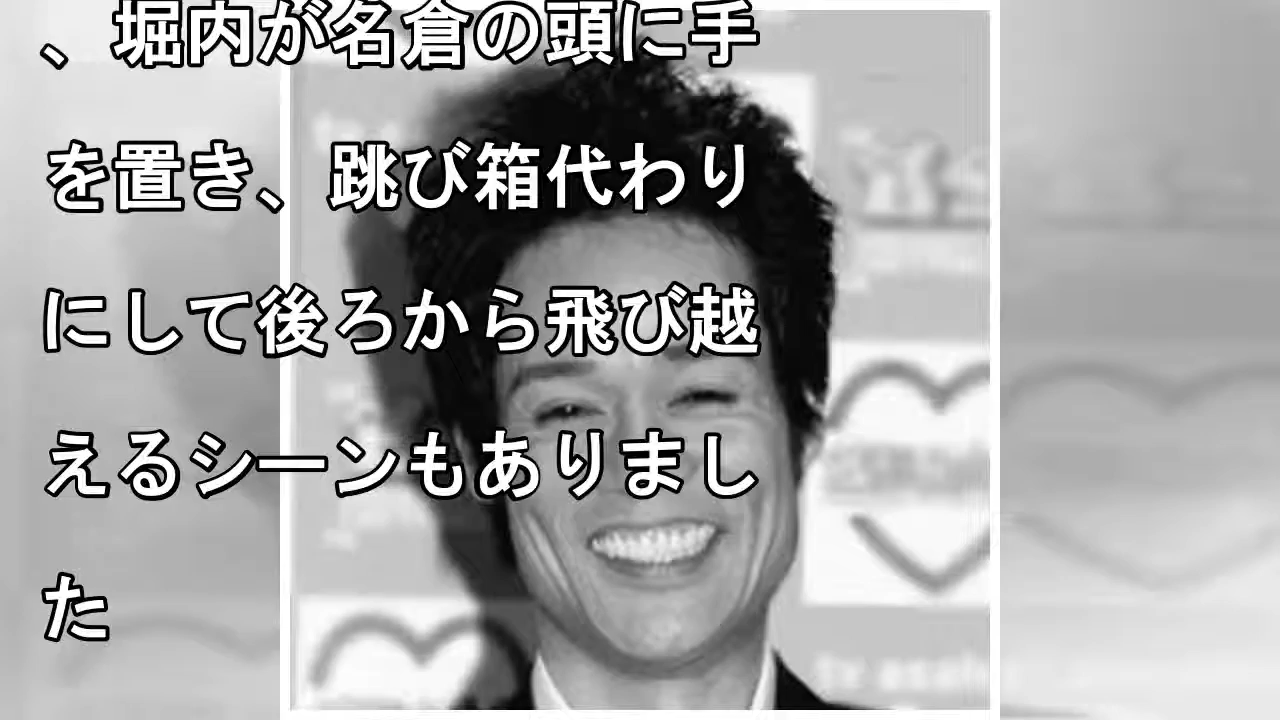 、堀内が名倉の頭に手
を置き、跳び箱代わり
にして後ろから飛び越
えるシーンもありまし
た
tv asahi